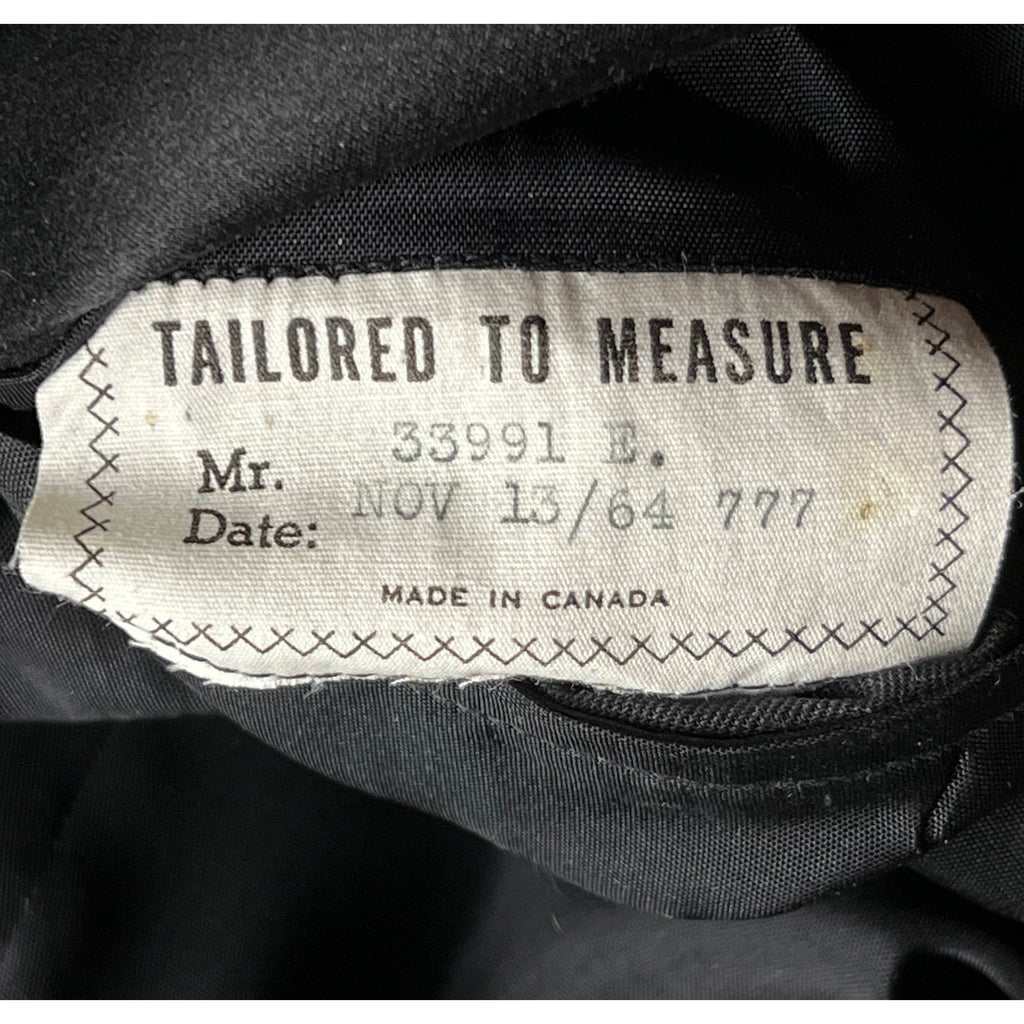 TAILORED TO MEASURE
Mr. 33991 E.
Date: NOV 13/64 777
MADE IN CANADA